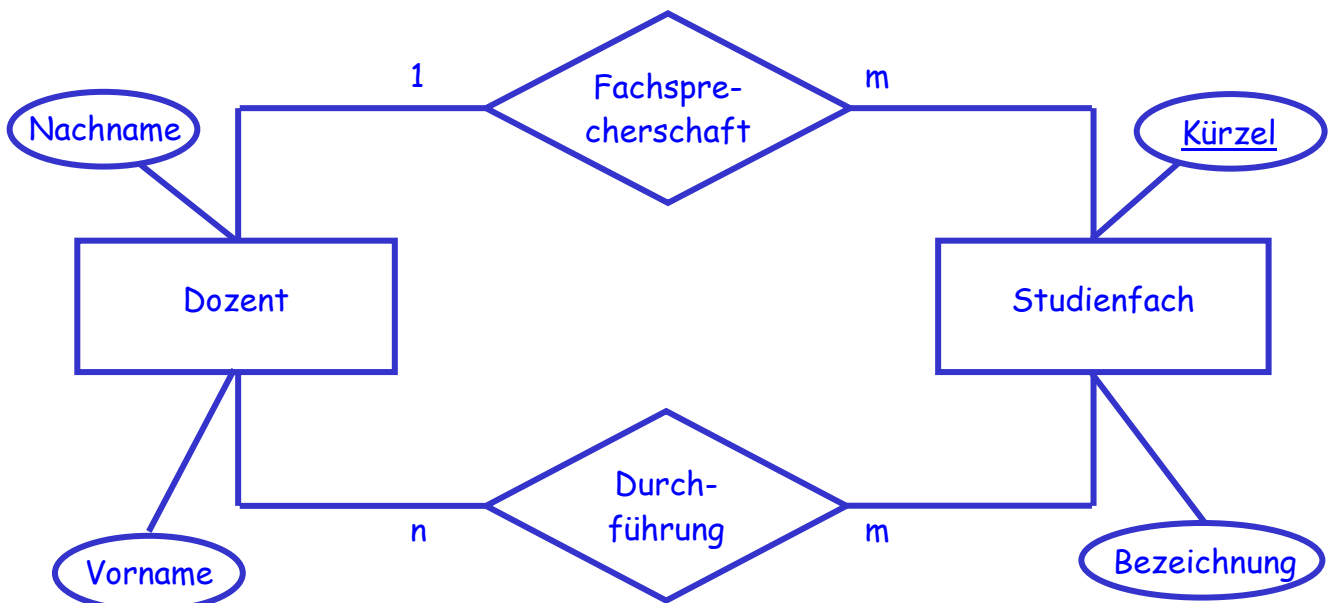 1
Fachspre-
cherschaft
m
Nachname
Kürzel
Dozent
Studienfach
Durch-
führung
n
m
Vorname
Bezeichnung